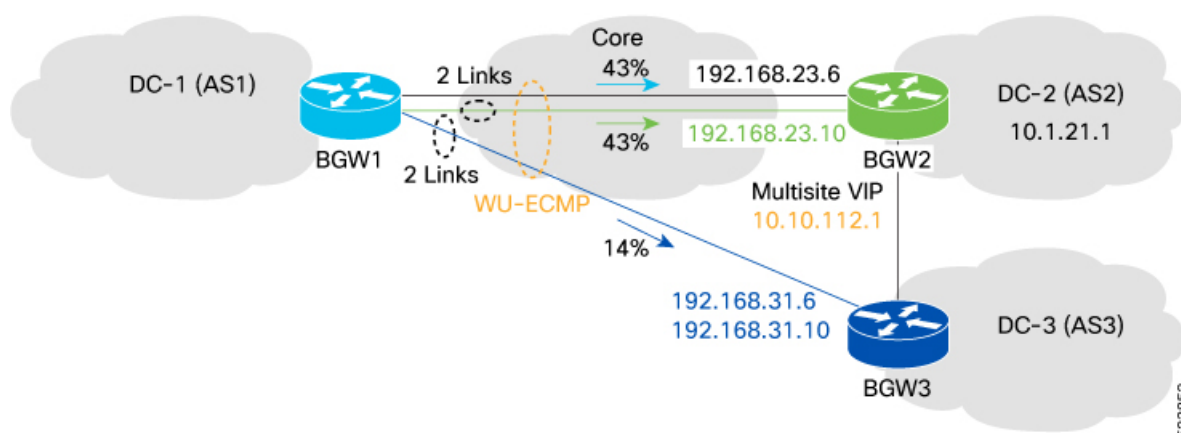 Core
DC-1 (AS1)
2 Links
43%
192.168.23.6
DC-2 (AS2)
10.1.21.1
43%
192.168.23.10
BGW1
BGW2
2 Links
WU-ECMP
Multisite VIP
10.10.112.1
14%
192.168.31.6
192.168.31.10
DC-3 (AS3)
BGW3